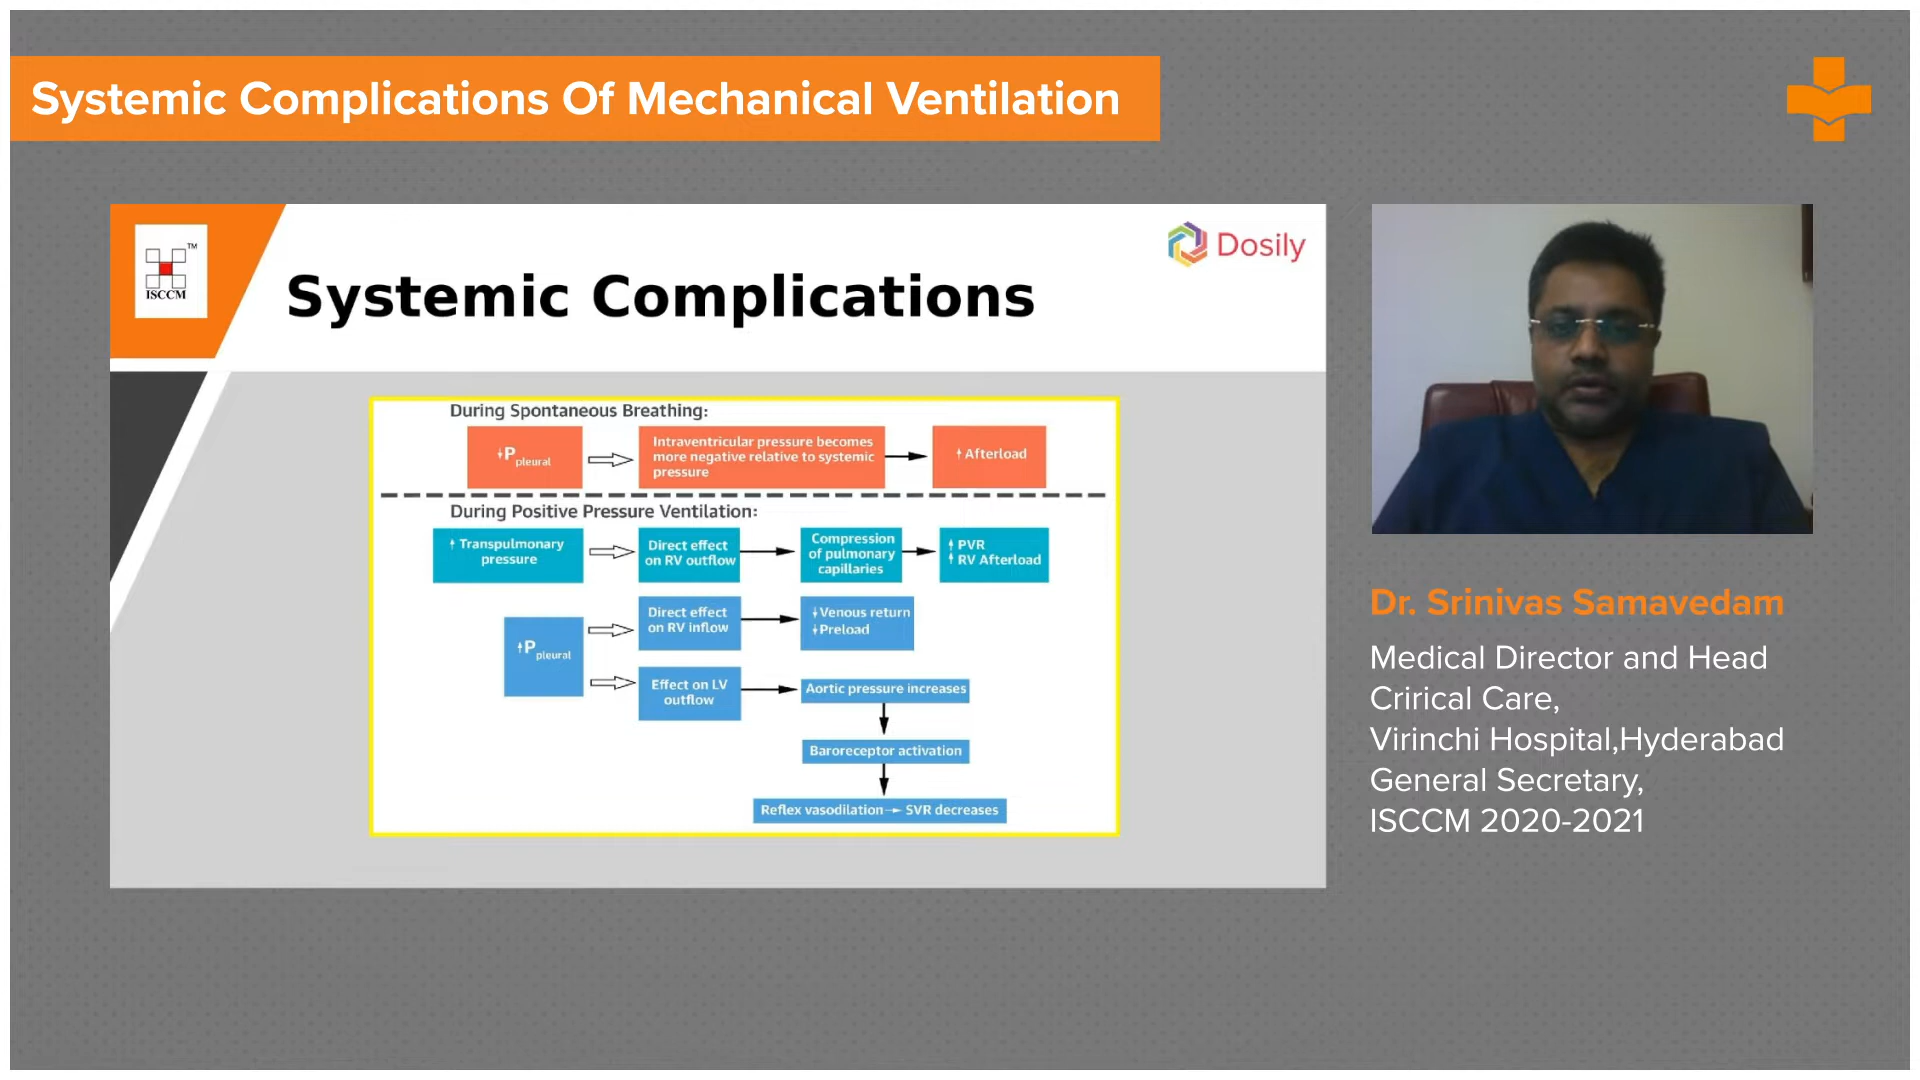 Systemic Complications Of Mechanical Ventilation
TM
ISCCM
Dosily
Systemic Complications
During Spontaneous Breathing:
↓P pleural
Intraventricular pressure becomes
more negative relative to systemic
pressure
↑ Afterload
During Positive Pressure Ventilation:
↑ Transpulmonary
pressure
Direct effect
on RV outflow
Compression
of pulmonary
capillaries
↑ PVR
↑ RV Afterload
↑P pleural
Direct effect
on RV inflow
↓Venous return
↓Preload
Effect on LV
outflow
Aortic pressure increases
Baroreceptor activation
Reflex vasodilation→ SVR decreases
Dr. Srinivas Samavedam
Medical Director and Head
Crirical Care,
Virinchi Hospital,Hyderabad
General Secretary,
ISCCM 2020-2021